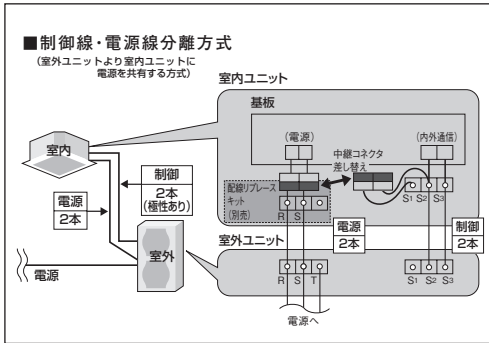 ■制御線・電源線分離方式
(室外ユニットより室内ユニットに
電源を共有する方式)
室内ユニット
基板
(電源)
(内外通信)
中継コネクタ
差し替え
室内
制御
2本
(極性あり)
配線リプレース
キット
(別売)
R S
S1 S2 S3
電源
2本
電源
2本
制御
2本
室外ユニット
室外
電源
R S T
S1 S2 S3
電源へ